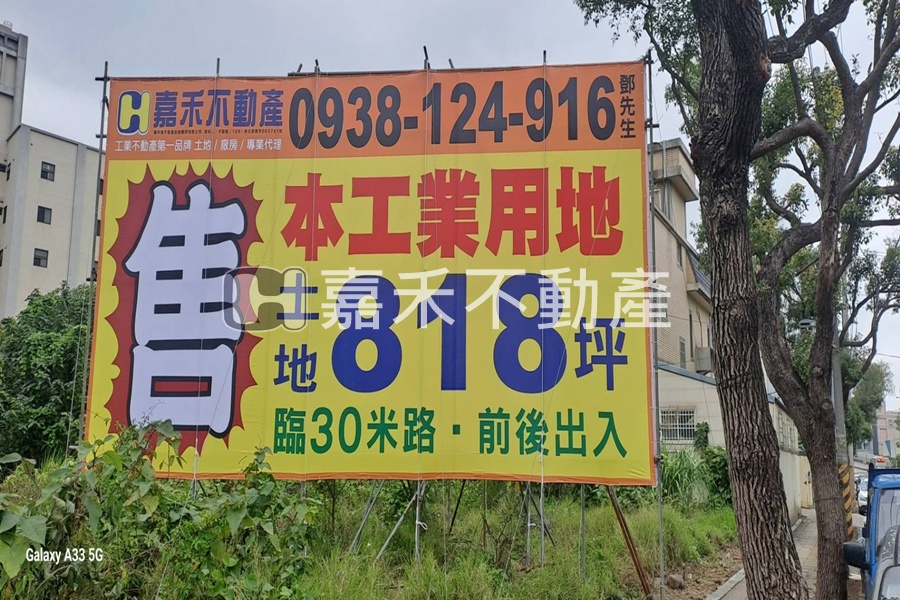 嘉禾不動產 0938-124-916 鄧先生
工業不動產第一品牌 土地/廠房/專業代理
售
本工業用地
土地818坪
臨30米路・前後出入
嘉禾不動產
Galaxy A33 5G